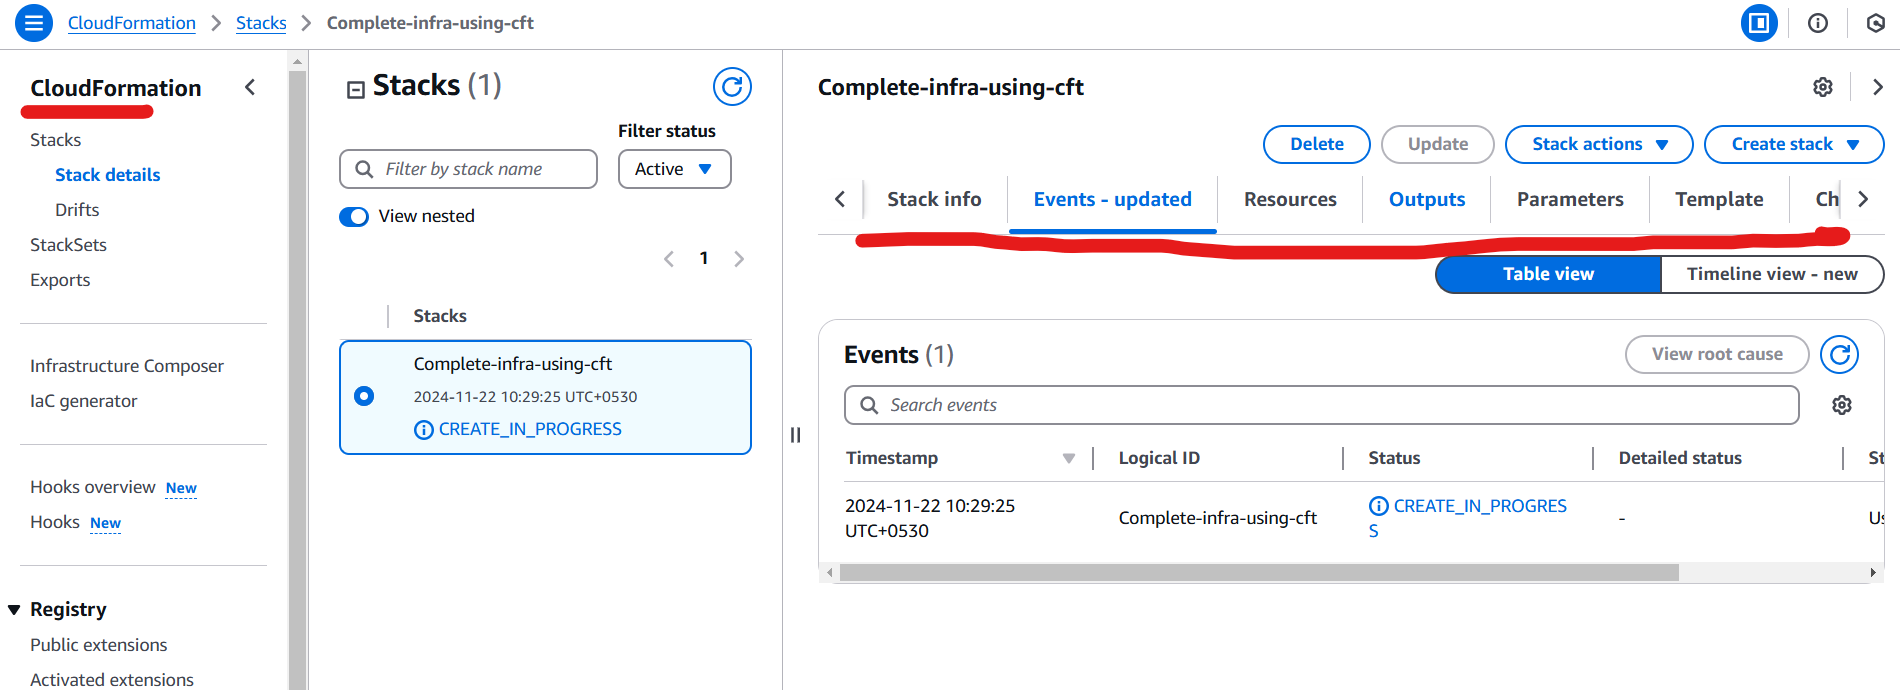 CloudFormation
Stacks
Complete-infra-using-cft
CloudFormation
Stacks
Stack details
Drifts
StackSets
Exports
Infrastructure Composer
IaC generator
Hooks overview New
Hooks New
Registry
Public extensions
Activated extensions
Stacks (1)
Filter status
Filter by stack name
Active
View nested
1
Stacks
Complete-infra-using-cft
2024-11-22 10:29:25 UTC+0530
CREATE_IN_PROGRESS
Complete-infra-using-cft
Delete
Update
Stack actions
Create stack
Stack info
Events - updated
Resources
Outputs
Parameters
Template
Ch
Table view
Timeline view - new
Events (1)
View root cause
Search events
Timestamp
Logical ID
Status
Detailed status
St
2024-11-22 10:29:25
UTC+0530
Complete-infra-using-cft
CREATE_IN_PROGRES
S
-
Us